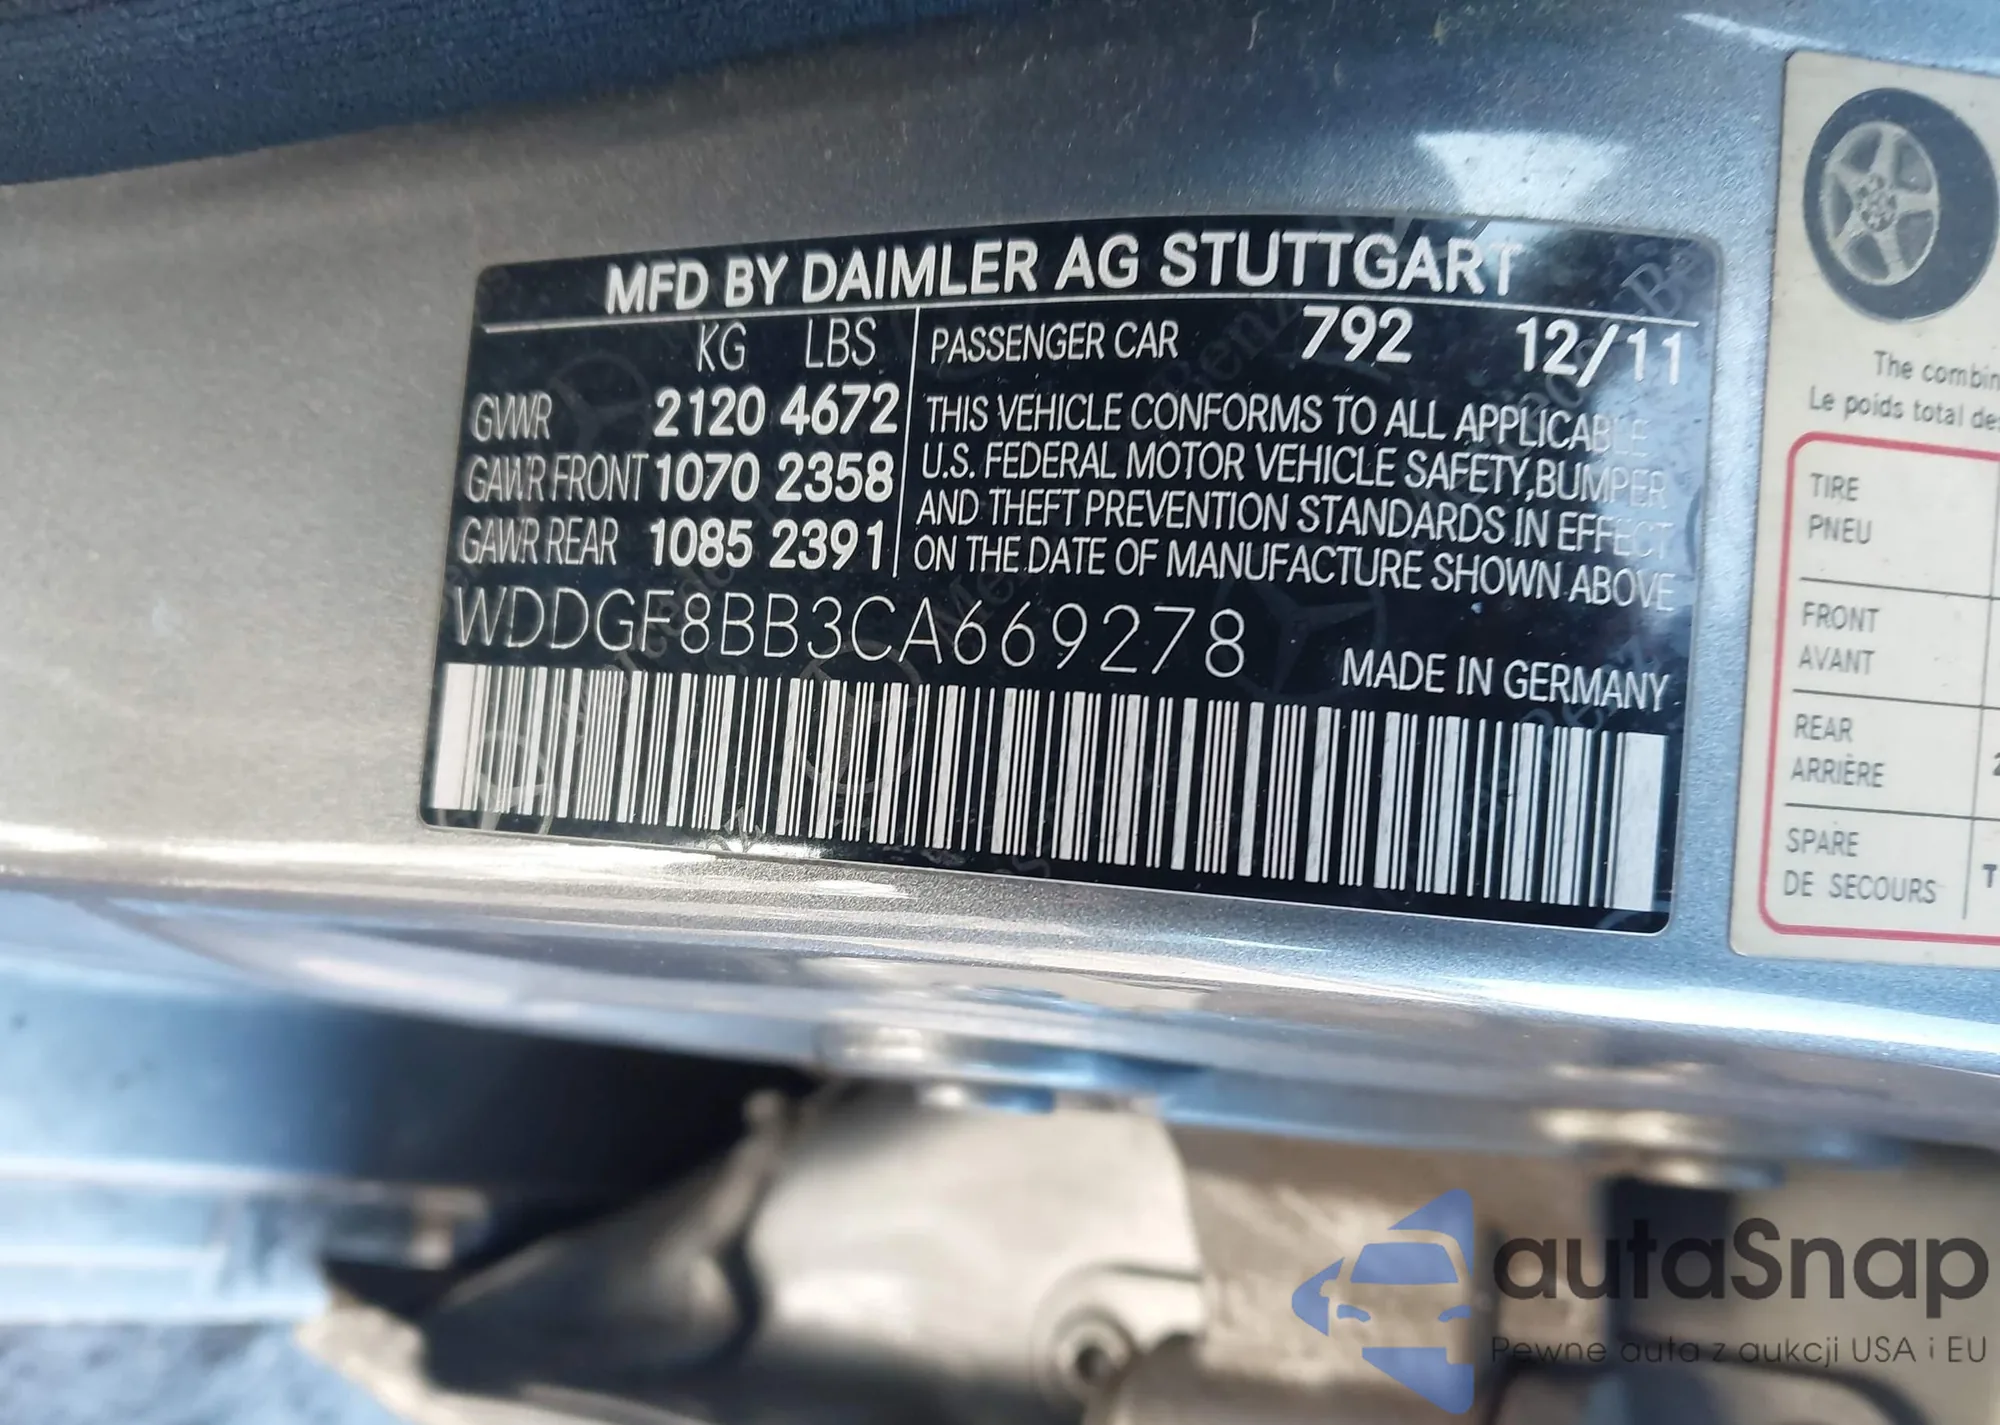 MFD BY DAIMLER AG STUTTGART
KG LBS
GVWR 2120 4672
GAWR FRONT 1070 2358
GAWR REAR 1085 2391
PASSENGER CAR 792 12/11
THIS VEHICLE CONFORMS TO ALL APPLICABLE
U.S. FEDERAL MOTOR VEHICLE SAFETY, BUMPER
AND THEFT PREVENTION STANDARDS IN EFFECT
ON THE DATE OF MANUFACTURE SHOWN ABOVE
WDDGF8BB3CA669278
MADE IN GERMANY
The
Le poids total
TIRE
PNEU
FRONT
AVANT
REAR
ARRIÈRE
SPARE
DE SECOURS
autaSnap
Pewne auta z aukcji USA i EU